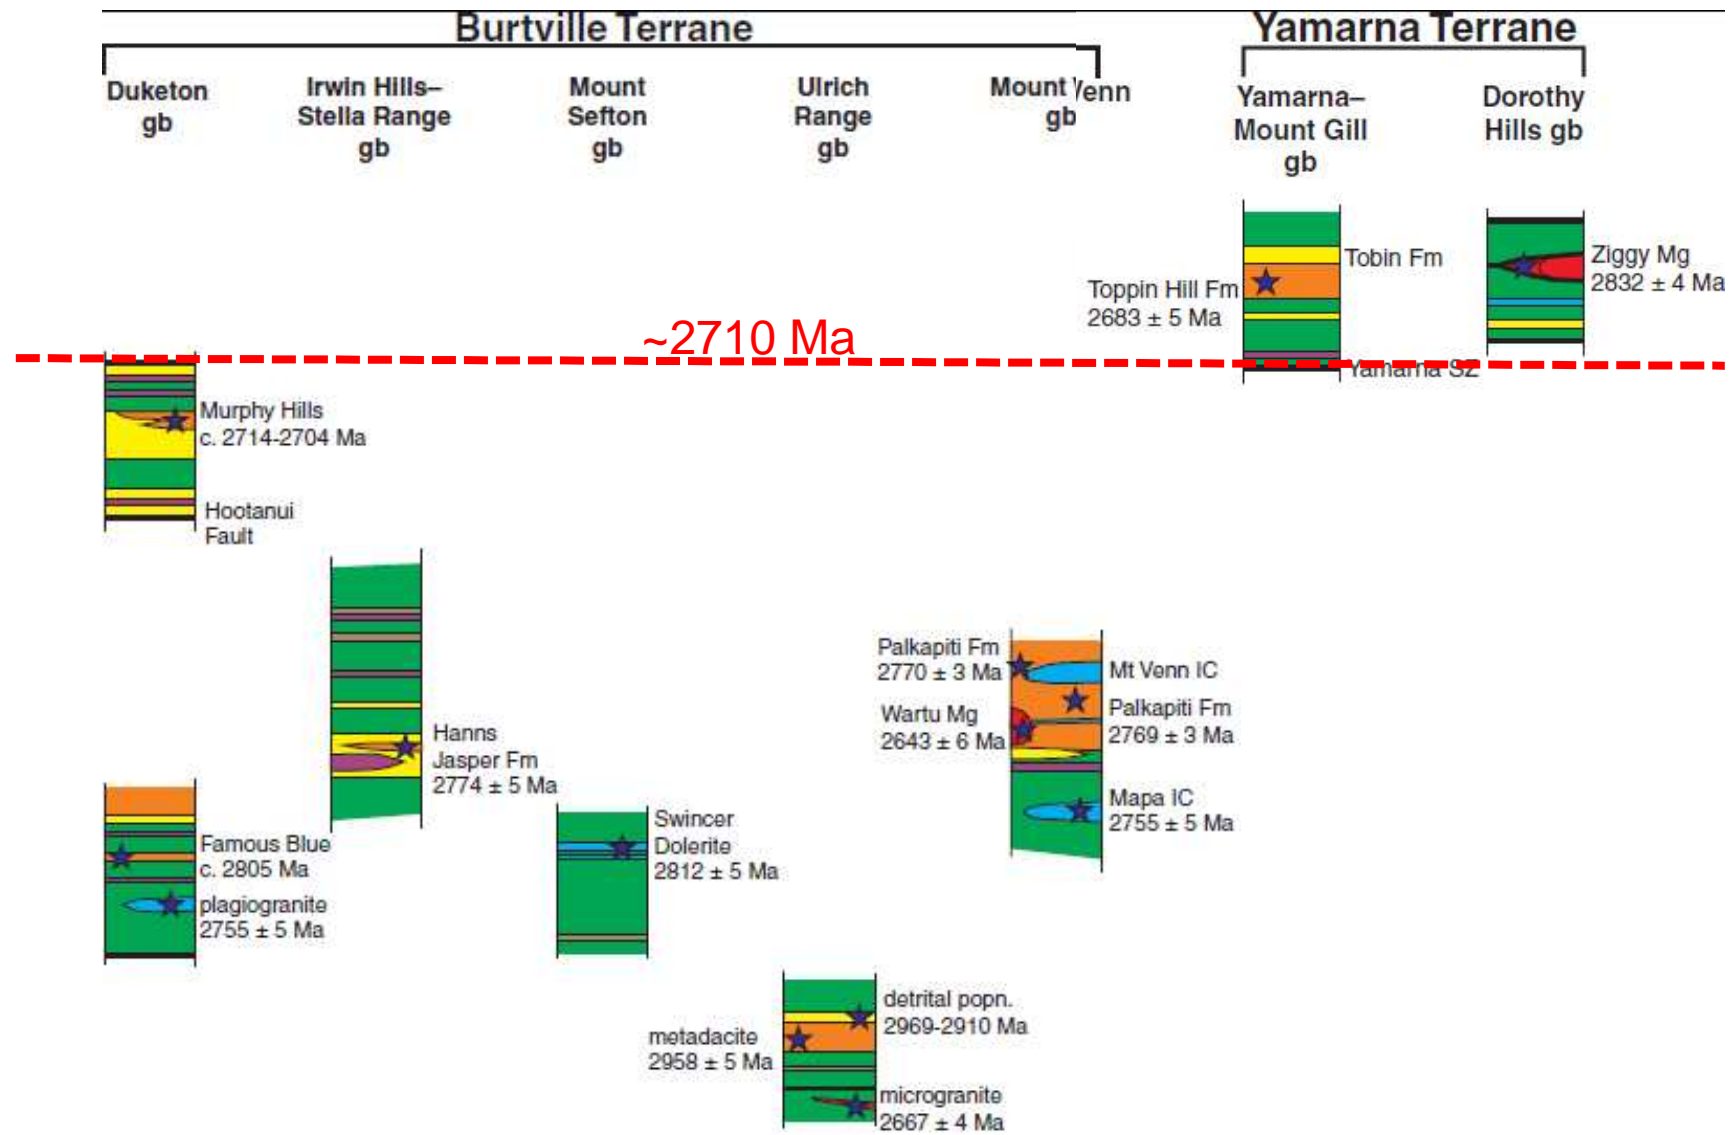 Burtville Terrane
Yamarna Terrane
Duketon
gb
Irwin Hills–
Stella Range
gb
Mount
Sefton
gb
Ulrich
Range
gb
Mount Venn
gb
Yamarna–
Mount Gill
gb
Dorothy
Hills gb
Toppin Hill Fm
2683 ± 5 Ma
Tobin Fm
Ziggy Mg
2832 ± 4 Ma
~2710 Ma
Yamarna SZ
Murphy Hills
c. 2714-2704 Ma
Hootanui
Fault
Hanns
Jasper Fm
2774 ± 5 Ma
Palkapiti Fm
2770 ± 3 Ma
Mt Venn IC
Wartu Mg
2643 ± 6 Ma
Palkapiti Fm
2769 ± 3 Ma
Mapa IC
2755 ± 5 Ma
Famous Blue
c. 2805 Ma
plagiogranite
2755 ± 5 Ma
Swincer
Dolerite
2812 ± 5 Ma
metadacite
2958 ± 5 Ma
detrital popn.
2969-2910 Ma
microgranite
2667 ± 4 Ma